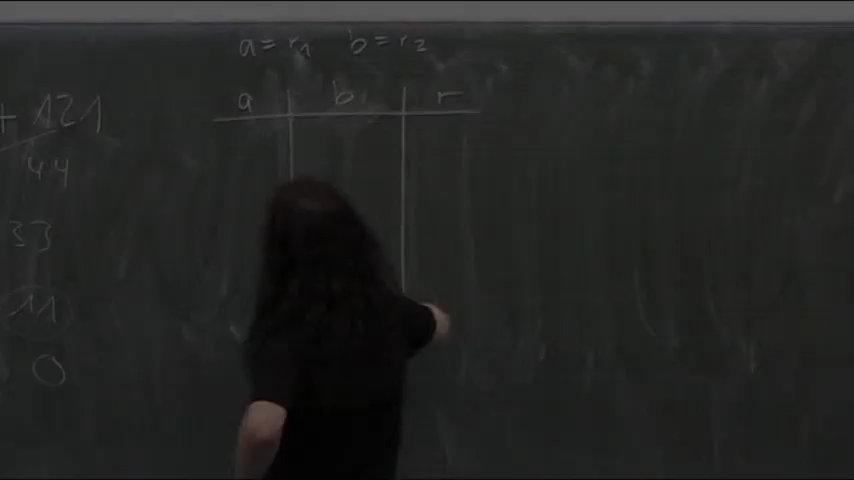 a = r₁ b = r₂
a b r
+ 121
44
33
11
0